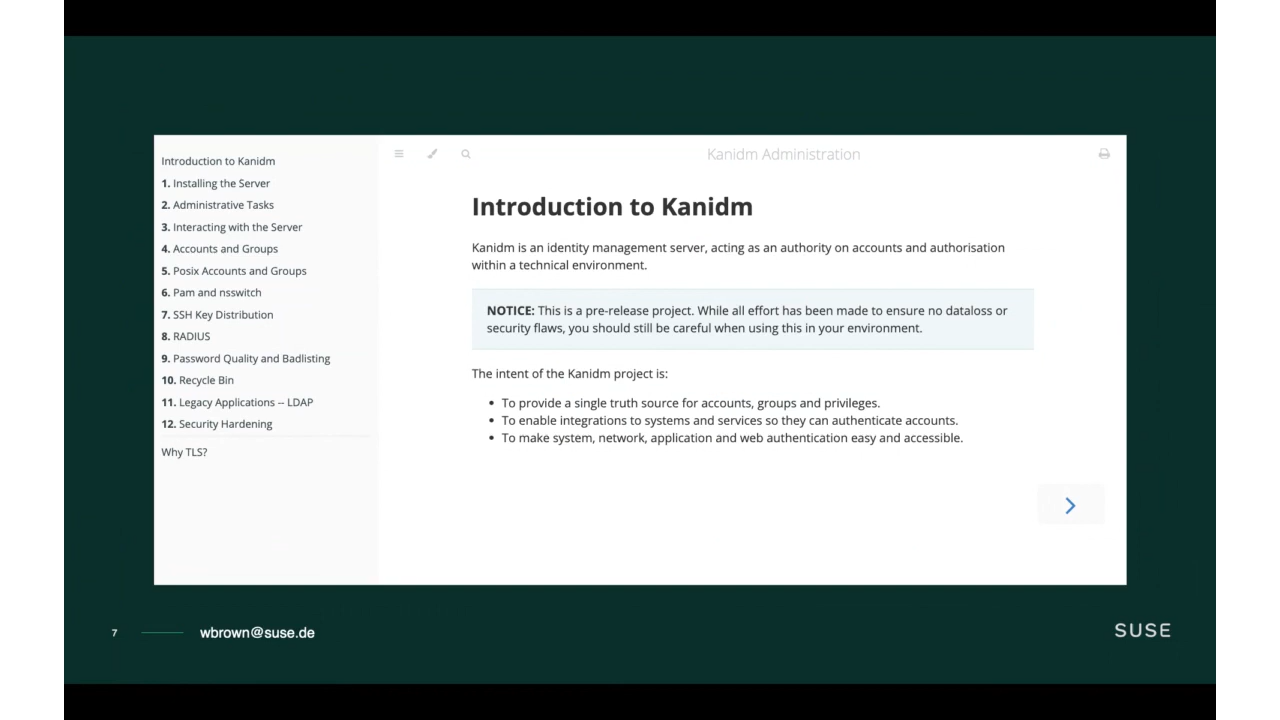 Introduction to Kanidm
1. Installing the Server
2. Administrative Tasks
3. Interacting with the Server
4. Accounts and Groups
5. Posix Accounts and Groups
6. Pam and nsswitch
7. SSH Key Distribution
8. RADIUS
9. Password Quality and Badlisting
10. Recycle Bin
11. Legacy Applications -- LDAP
12. Security Hardening
Why TLS?
Kanidm Administration
Introduction to Kanidm
Kanidm is an identity management server, acting as an authority on accounts and authorisation
within a technical environment.
NOTICE: This is a pre-release project. While all effort has been made to ensure no dataloss or
security flaws, you should still be careful when using this in your environment.
The intent of the Kanidm project is:
• To provide a single truth source for accounts, groups and privileges.
• To enable integrations to systems and services so they can authenticate accounts.
• To make system, network, application and web authentication easy and accessible.
7
wbrown@suse.de
SUSE